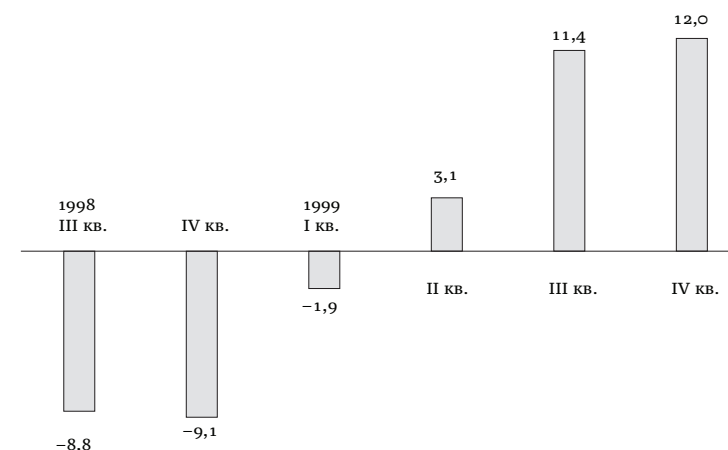 12,0
11,4
3,1
1998
III кв.
IV кв.
1999
I кв.
II кв.
III кв.
IV кв.
–1,9
–9,1
–8.8